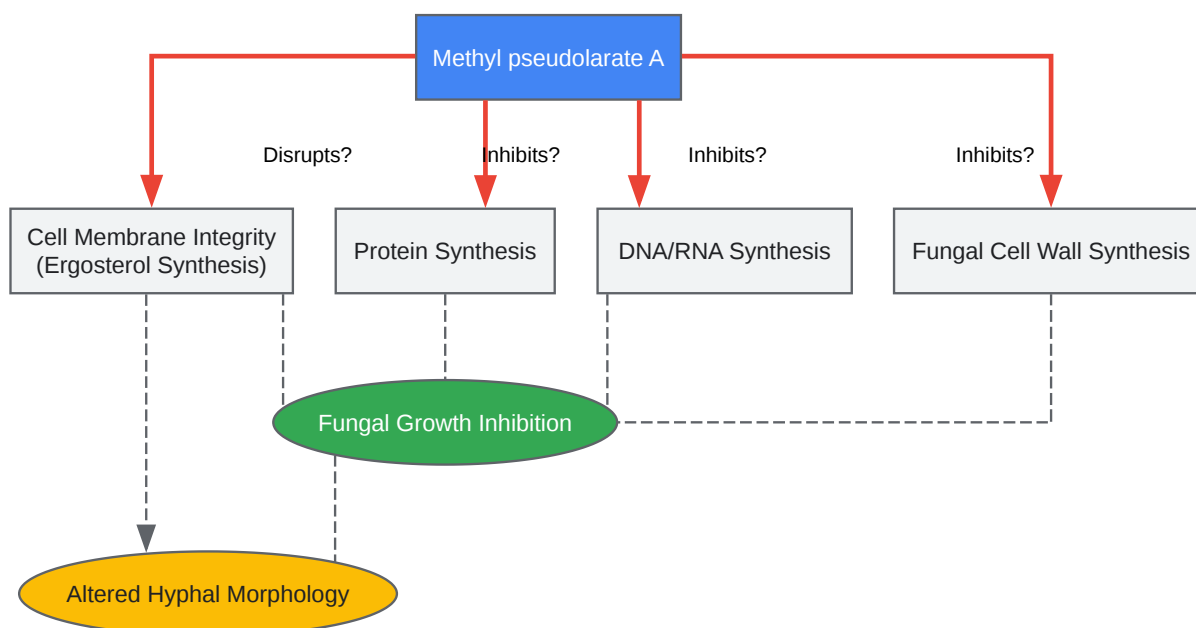 Methyl pseudolarate A
Disrupts?
Inhibits?
Inhibits?
Inhibits?
Cell Membrane Integrity
(Ergosterol Synthesis)
Protein Synthesis
DNA/RNA Synthesis
Fungal Cell Wall Synthesis
Fungal Growth Inhibition
Altered Hyphal Morphology